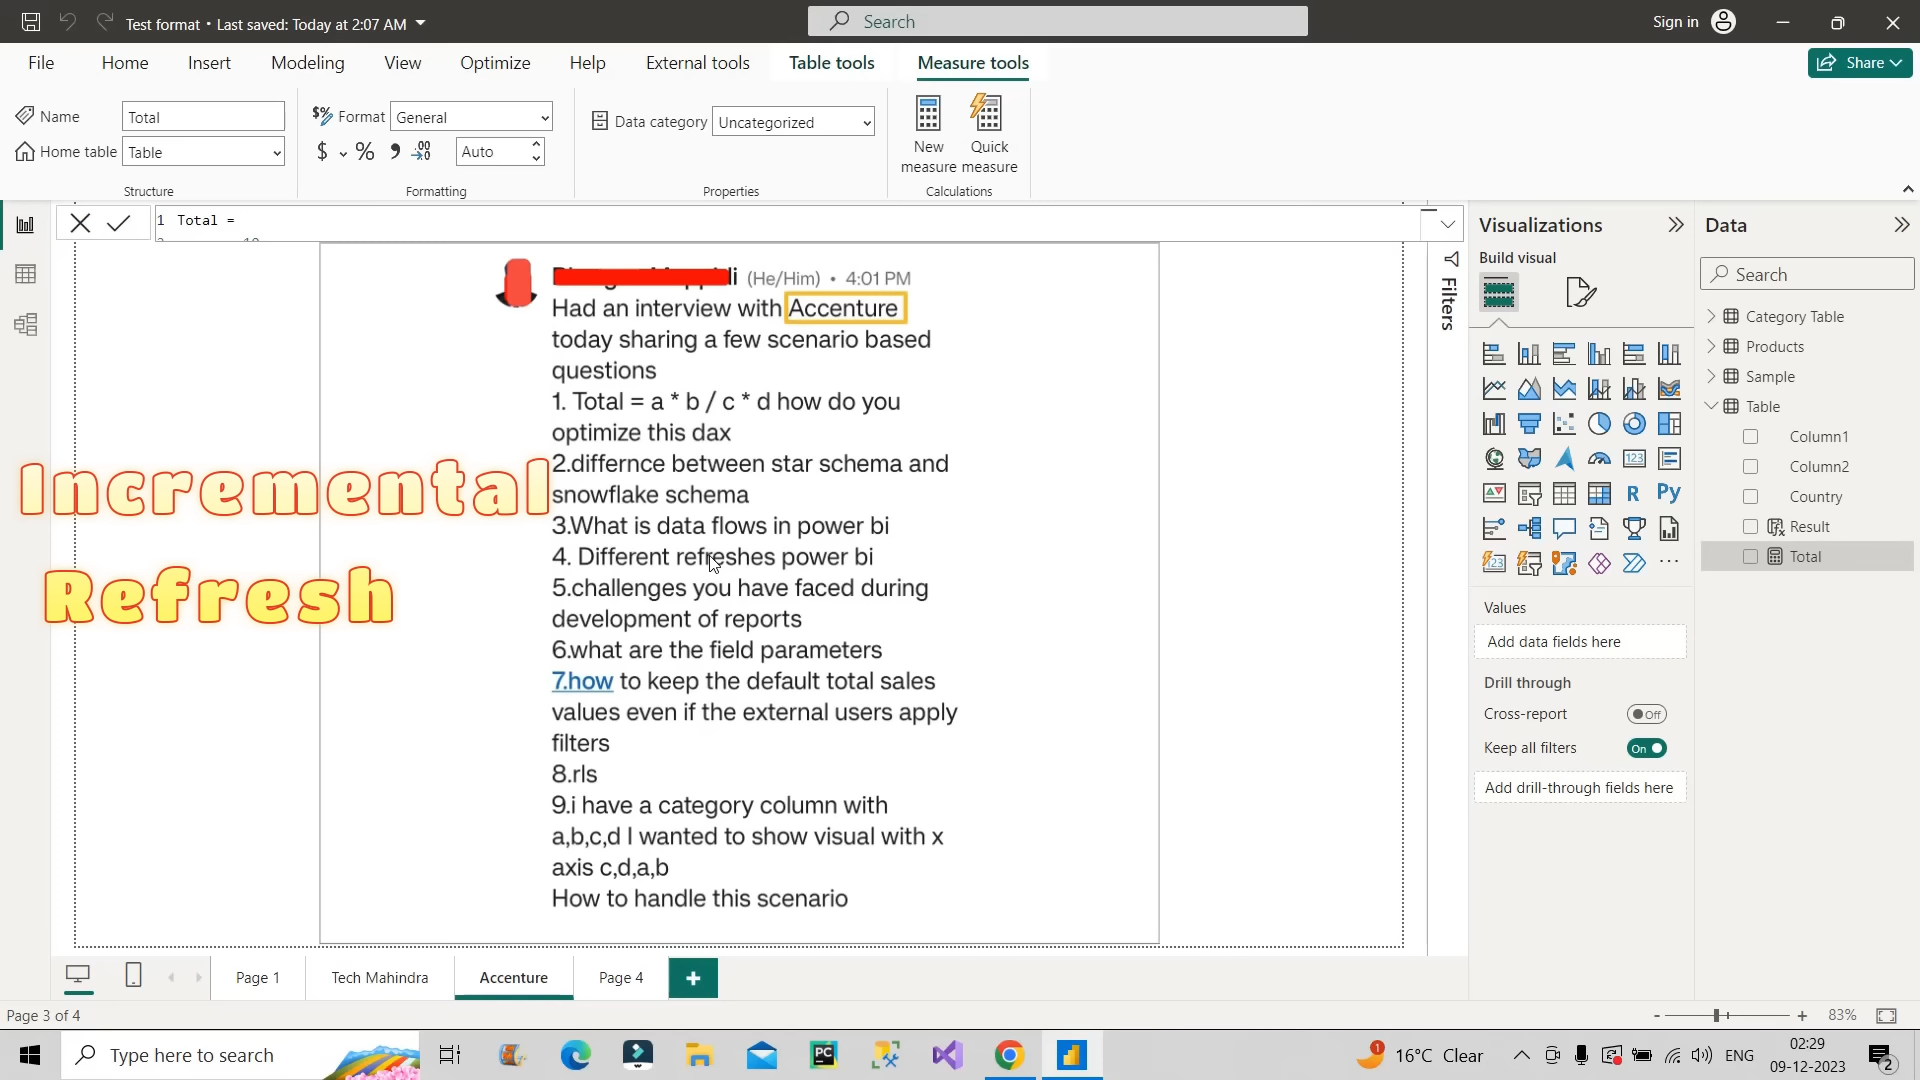 Test format • Last saved: Today at 2:07 AM
Search
Sign in
File Home Insert Modeling View Optimize Help External tools Table tools Measure tools
Share
Name Total
Home table Table
Structure
$% Format General
$ % , .00 Auto
Formatting
Data category Uncategorized
Properties
New measure
Quick measure
Calculations
1 Total =
(He/Him) • 4:01 PM
Had an interview with Accenture
today sharing a few scenario based
questions
1. Total = a * b / c * d how do you
optimize this dax
2.differnce between star schema and
snowflake schema
3.What is data flows in power bi
4. Different refreshes power bi
5.challenges you have faced during
development of reports
6.what are the field parameters
7.how to keep the default total sales
values even if the external users apply
filters
8.rls
9.i have a category column with
a,b,c,d I wanted to show visual with x
axis c,d,a,b
How to handle this scenario
Incremental
Refresh
Filters
Visualizations
Build visual
R Py
123
Values
Add data fields here
Drill through
Cross-report Off
Keep all filters On
Add drill-through fields here
Data
Search
Category Table
Products
Sample
Table
Column1
Column2
Country
Result
Total
Page 1 Tech Mahindra Accenture Page 4 +
Page 3 of 4
- + 83%
Type here to search
PC
1 16°C Clear
ENG
02:29
09-12-2023
2